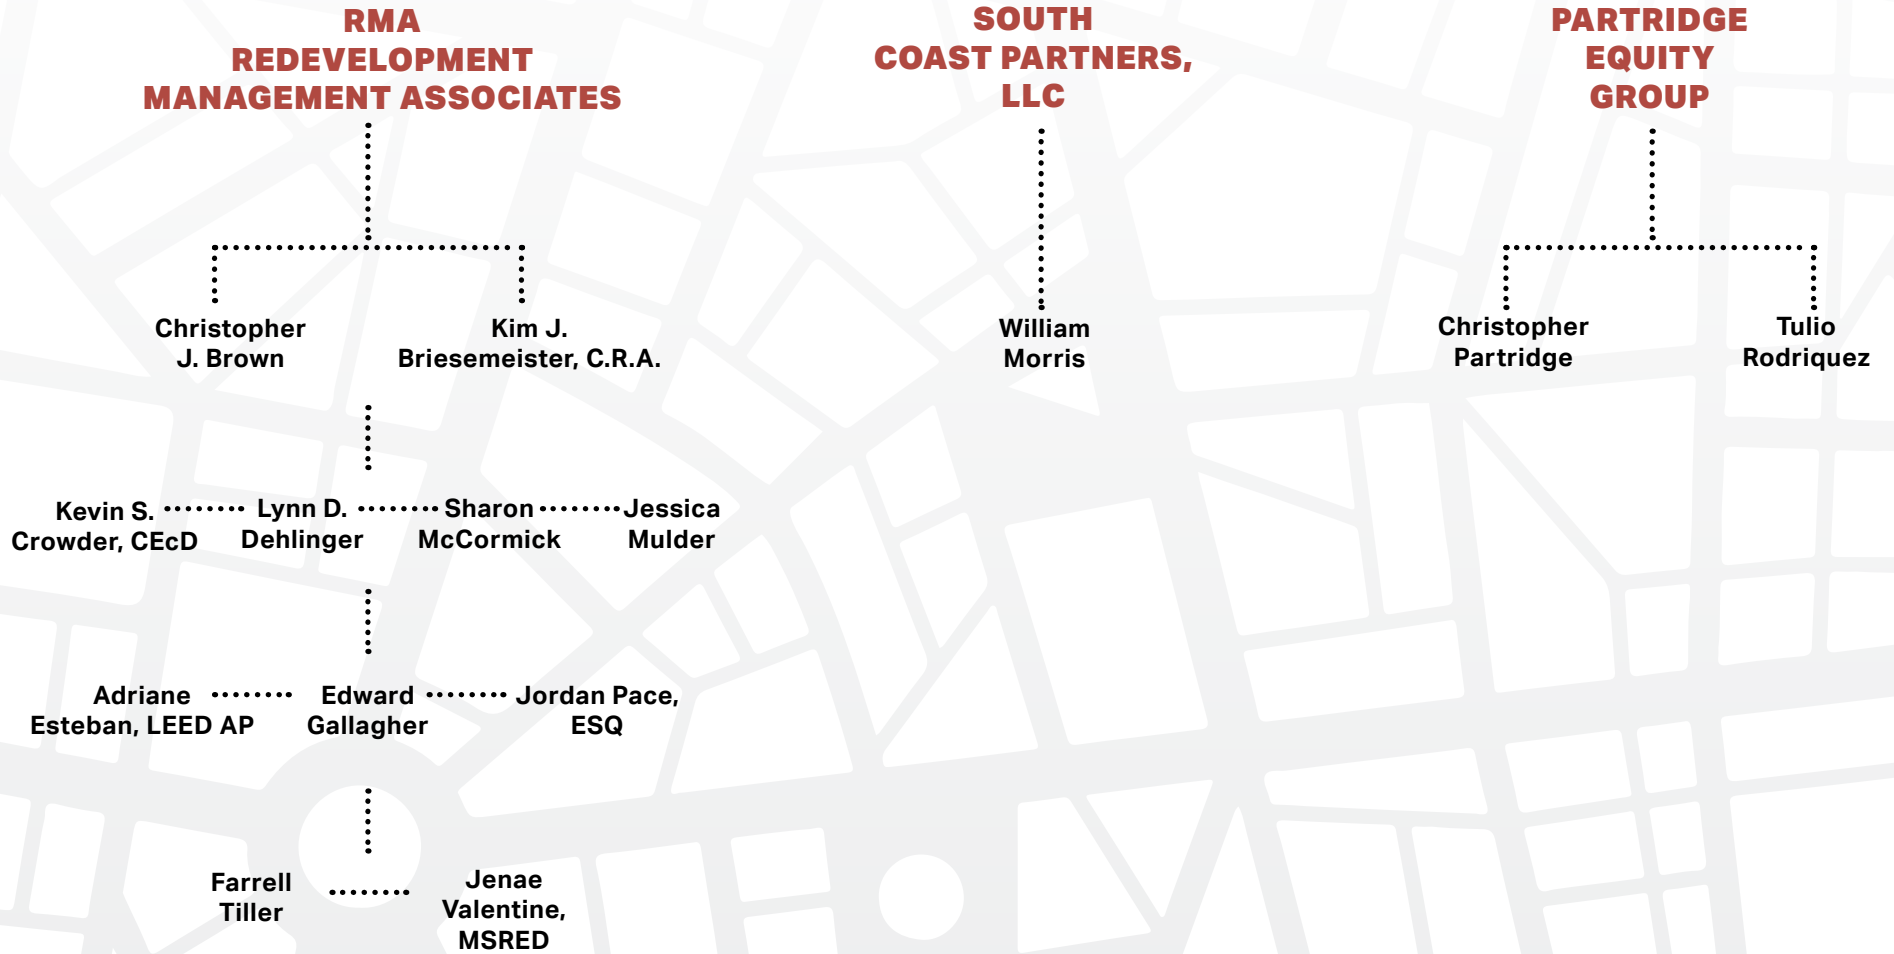 RMA
REDEVELOPMENT
MANAGEMENT ASSOCIATES
SOUTH
COAST PARTNERS,
LLC
PARTRIDGE
EQUITY
GROUP
Christopher
J. Brown
Kim J.
Briesemeister, C.R.A.
William
Morris
Christopher
Partridge
Tulio
Rodriquez
Kevin S.
Crowder, CEcD
Lynn D.
Dehlinger
Sharon
McCormick
Jessica
Mulder
Adriane
Esteban, LEED AP
Edward
Gallagher
Jordan Pace,
ESQ
Farrell
Tiller
Jenae
Valentine,
MSRED